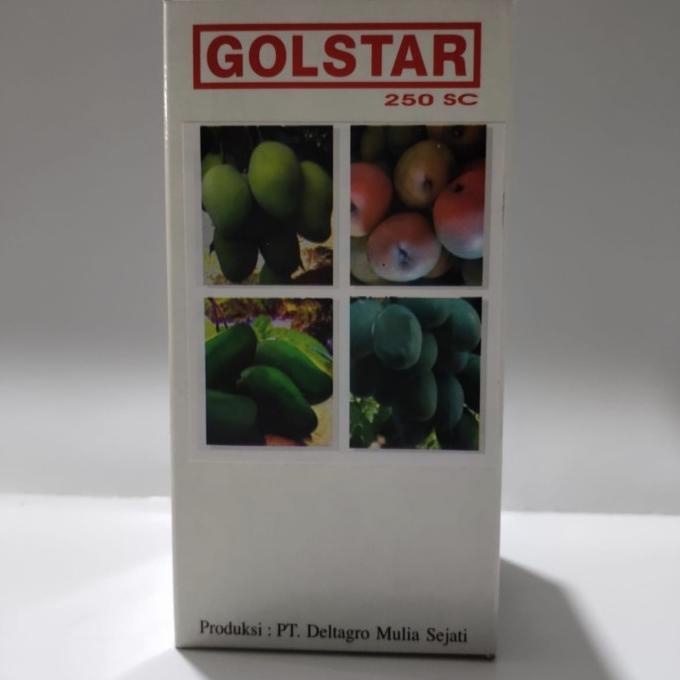 GOLSTAR
250 SC
Produksi : PT. Deltagro Mulia Sejati